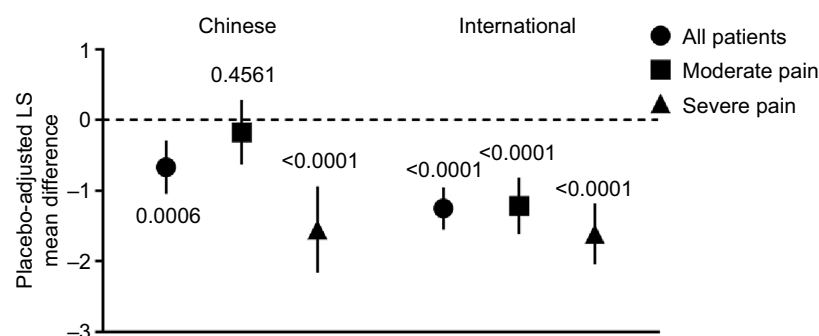 Chinese
International
All patients
Moderate pain
Severe pain
Placebo-adjusted LS
mean difference
1
0
–1
–2
–3
0.4561
<0.0001
0.0006
<0.0001
<0.0001
<0.0001